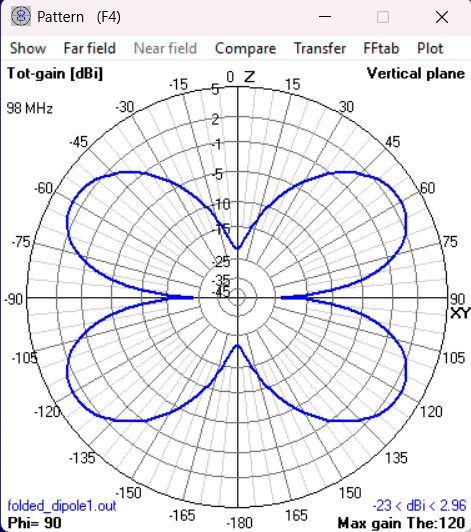 Pattern (F4)
Show Far field Near field Compare Transfer FFtab Plot
Tot-gain [dBi] 0 Z Vertical plane
-15 5 15
98 MHz
-30 2 30
-45 -1 45
-60 -5 60
-10
-75 -15 75
-25
-35
-45
-90 90
XY
-105 105
-120 120
-135 135
-150 150
-165 165
folded_dipole1.out -180 -23 < dBi < 2.96
Phi= 90 Max gain The:120